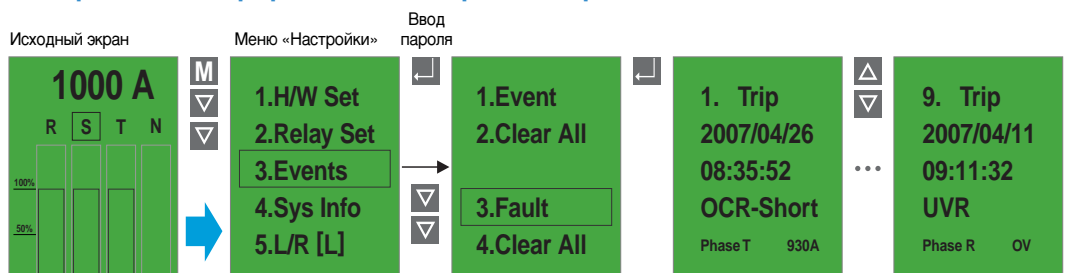 Исходный экран
1000 A
R S T N
100%
50%
M
Меню «Настройки»
1.H/W Set
2.Relay Set
3.Events
4.Sys Info
5.L/R [L]
Ввод
пароля
1.Event
2.Clear All
3.Fault
4.Clear All
1. Trip
2007/04/26
08:35:52
OCR-Short
Phase T 930A
...
9. Trip
2007/04/11
09:11:32
UVR
Phase R OV